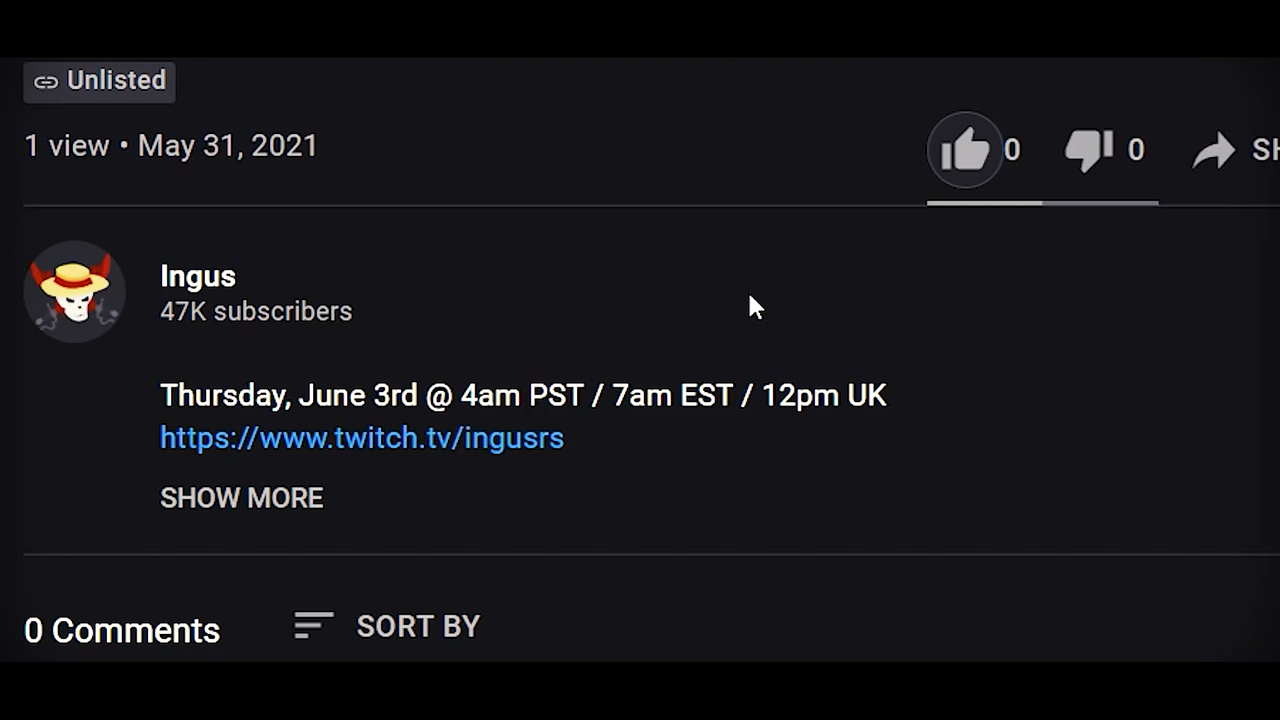 Unlisted
1 view • May 31, 2021
0
0
Ingus
47K subscribers
Thursday, June 3rd @ 4am PST / 7am EST / 12pm UK
https://www.twitch.tv/ingusrs
SHOW MORE
0 Comments
SORT BY